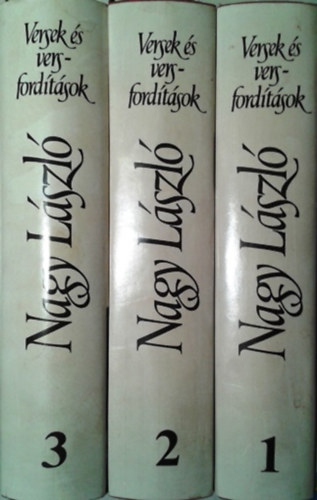 Versek és
vers-
fordítások
Nagy László
3
Versek és
vers-
fordítások
Nagy László
2
Versek és
vers-
fordítások
Nagy László
1